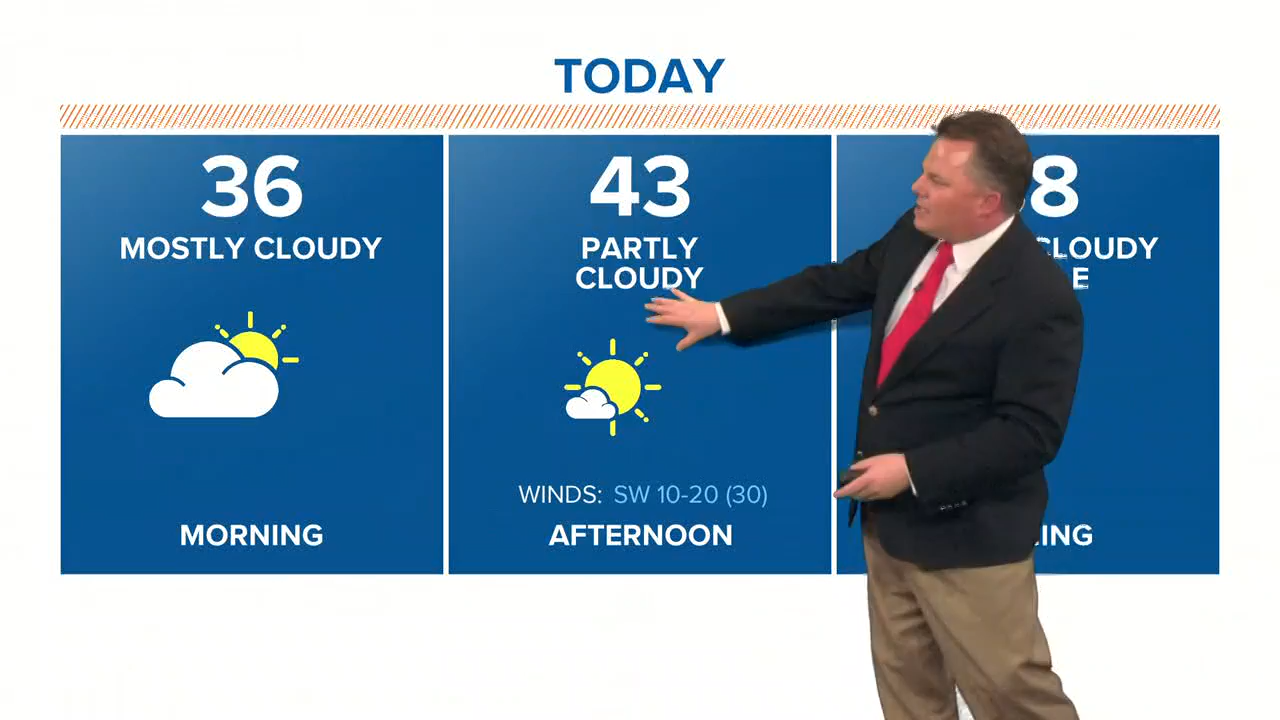 TODAY
36
MOSTLY CLOUDY
MORNING
43
PARTLY
CLOUDY
WINDS: SW 10-20 (30)
AFTERNOON
CLOUDY